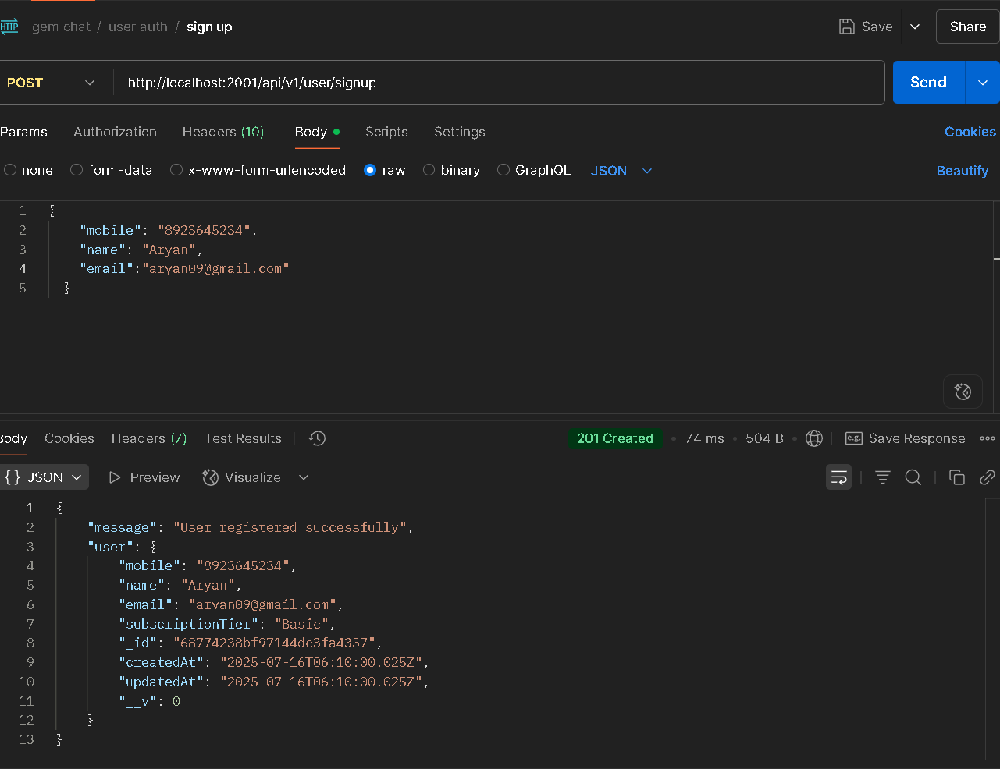 HTTP gem chat / user auth / sign up Save Share
POST http://localhost:2001/api/v1/user/signup Send
Params Authorization Headers (10) Body Scripts Settings Cookies
none form-data x-www-form-urlencoded raw binary GraphQL JSON Beautify
1 {
2 "mobile": "8923645234",
3 "name": "Aryan",
4 "email":"aryan09@gmail.com"
5 }
Body Cookies Headers (7) Test Results 201 Created • 74 ms • 504 B • e.g. Save Response
{} JSON Preview Visualize
1 {
2 "message": "User registered successfully",
3 "user": {
4 "mobile": "8923645234",
5 "name": "Aryan",
6 "email": "aryan09@gmail.com",
7 "subscriptionTier": "Basic",
8 "_id": "68774238bf97144dc3fa4357",
9 "createdAt": "2025-07-16T06:10:00.025Z",
10 "updatedAt": "2025-07-16T06:10:00.025Z",
11 "__v": 0
12 }
13 }